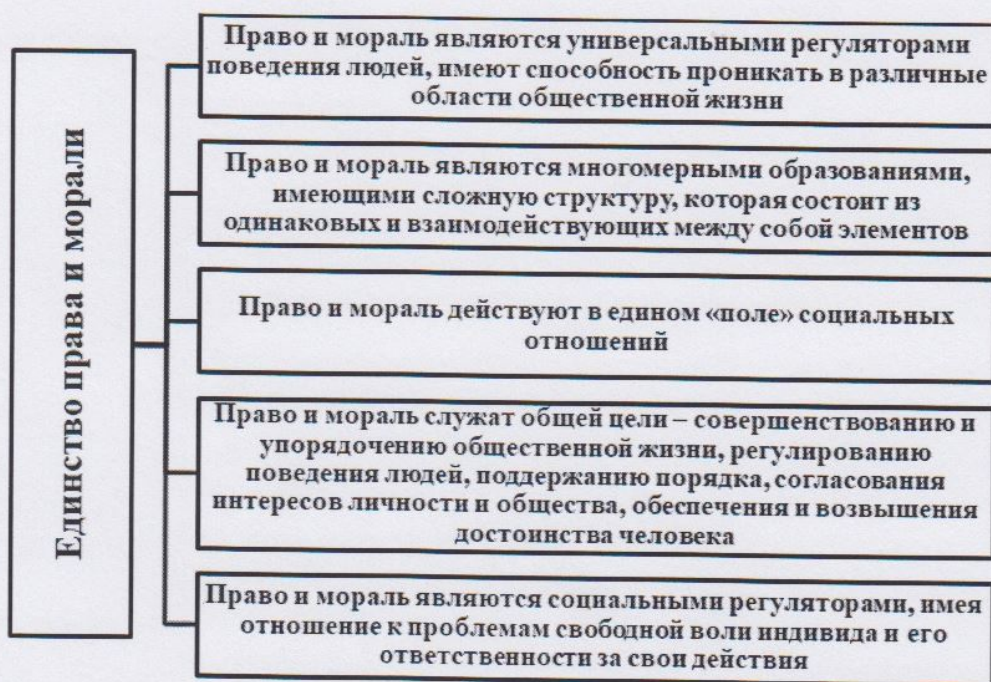 Единство права и морали
Право и мораль являются универсальными регуляторами
поведения людей, имеют способность проникать в различные
области общественной жизни
Право и мораль являются многомерными образованиями,
имеющими сложную структуру, которая состоит из
одинаковых и взаимодействующих между собой элементов
Право и мораль действуют в едином «поле» социальных
отношений
Право и мораль служат общей цели – совершенствованию и
упорядочению общественной жизни, регулированию
поведения людей, поддержанию порядка, согласования
интересов личности и общества, обеспечения и возвышения
достоинства человека
Право и мораль являются социальными регуляторами, имея
отношение к проблемам свободной воли индивида и его
ответственности за свои действия